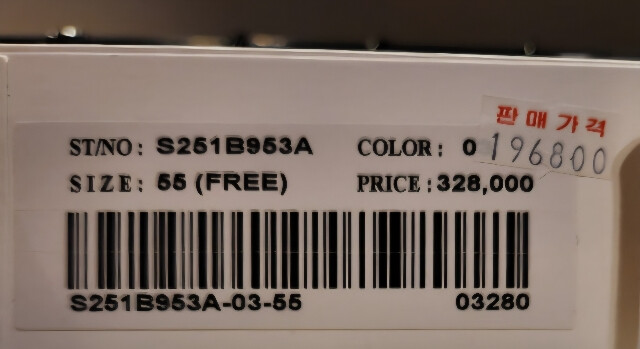 판매가격
196800
ST/NO: S251B953A COLOR: 0
SIZE: 55 (FREE) PRICE: 328,000
S251B953A-03-55 03280